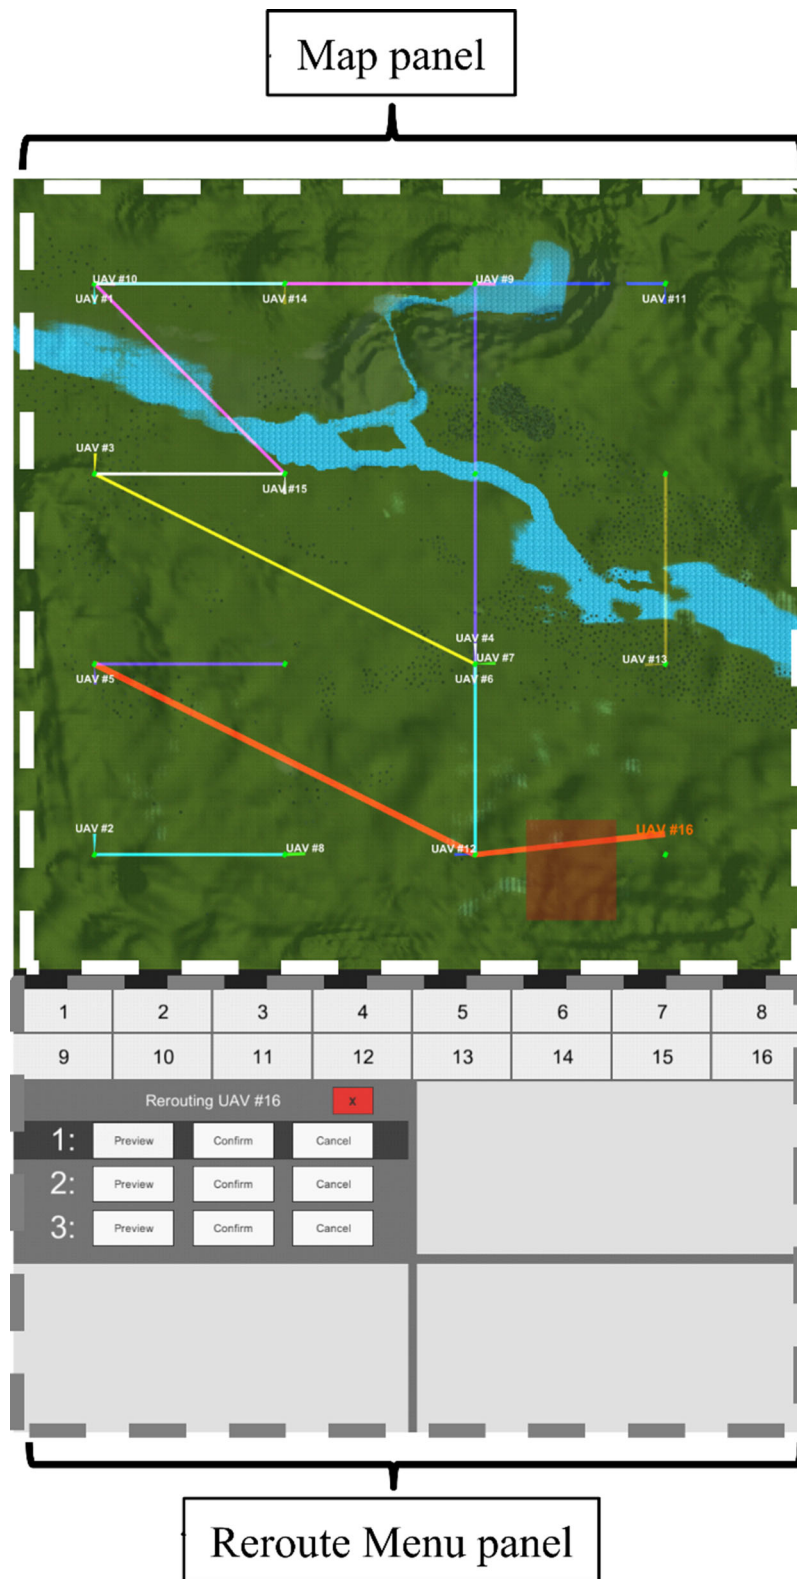 Map panel
UAV #10
UAV #9
UAV #1
UAV #14
UAV #11
UAV #3
UAV #15
UAV #4
UAV #7
UAV #13
UAV #5
UAV #6
UAV #2
UAV #16
UAV #8
UAV #12
1 2 3 4 5 6 7 8
9 10 11 12 13 14 15 16
Rerouting UAV #16 X
1: Preview Confirm Cancel
2: Preview Confirm Cancel
3: Preview Confirm Cancel
Reroute Menu panel